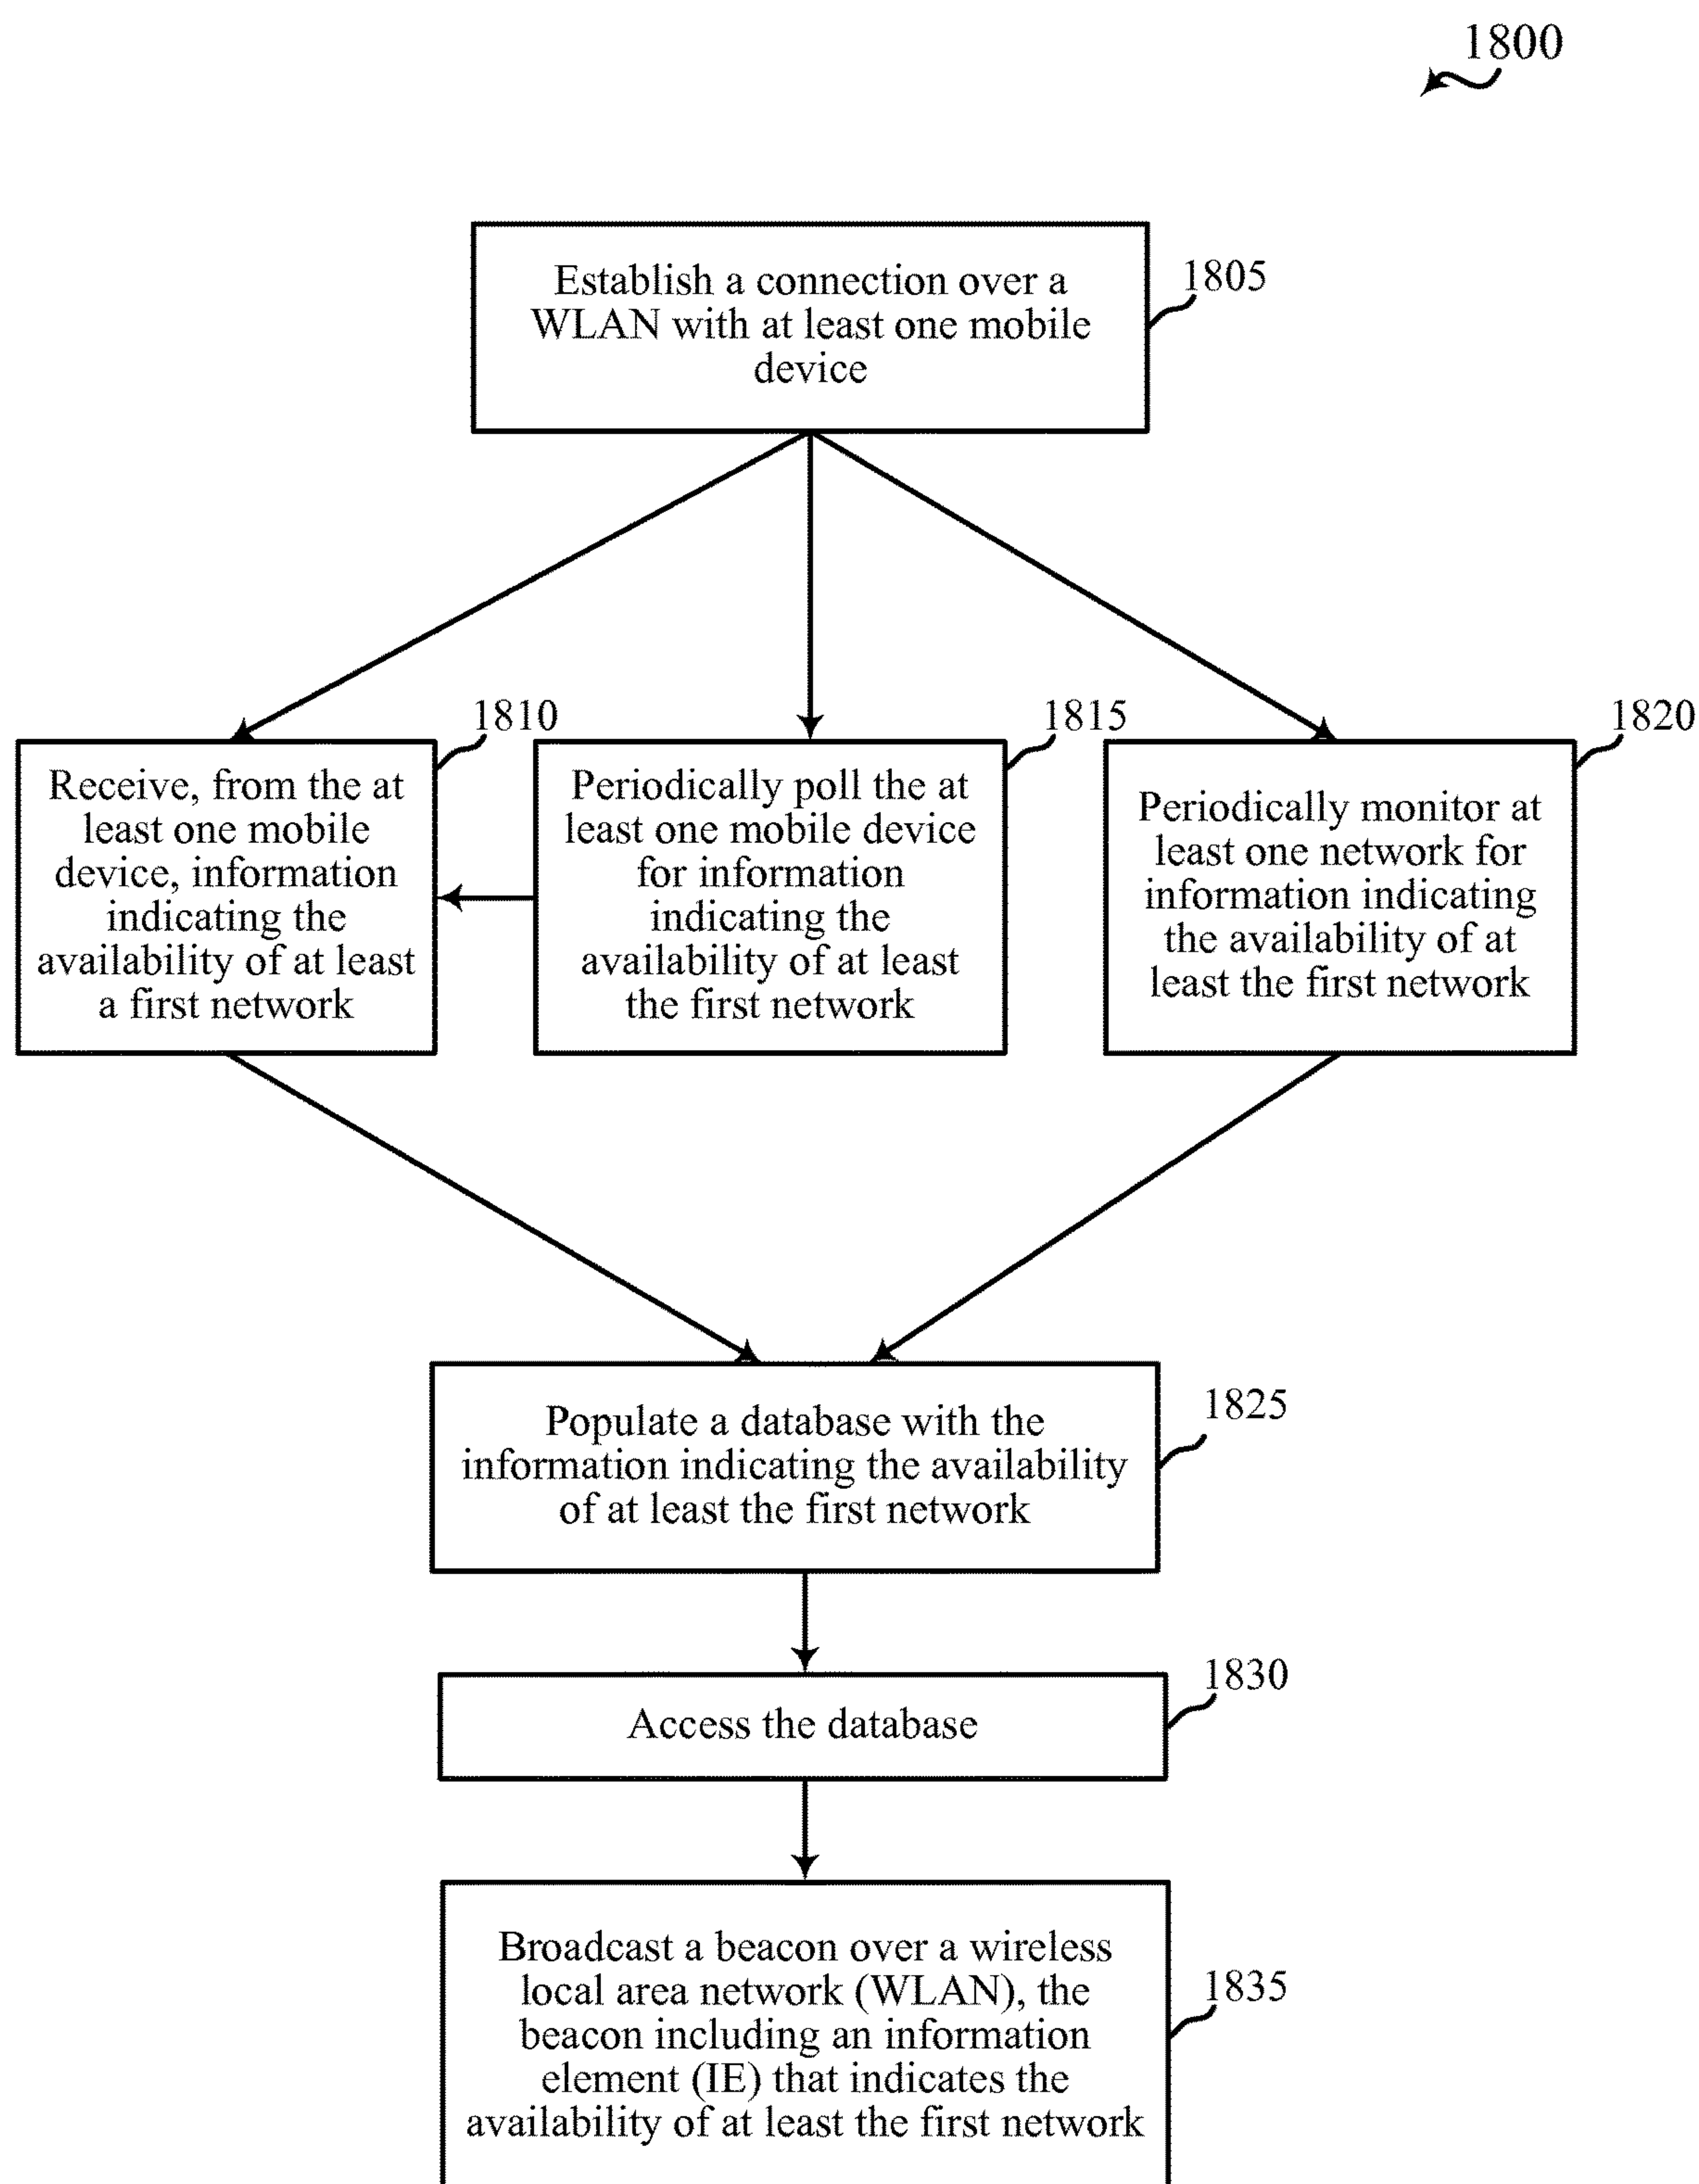 1800
Establish a connection over a
WLAN with at least one mobile
device
1805
1810
Receive, from the at
least one mobile
device, information
indicating the
availability of at least
a first network
1815
Periodically poll the at
least one mobile device
for information
indicating the
availability of at least
the first network
1820
Periodically monitor at
least one network for
information indicating
the availability of at
least the first network
Populate a database with the
information indicating the availability
of at least the first network
1825
Access the database
1830
Broadcast a beacon over a wireless
local area network (WLAN), the
beacon including an information
element (IE) that indicates the
availability of at least the first network
1835